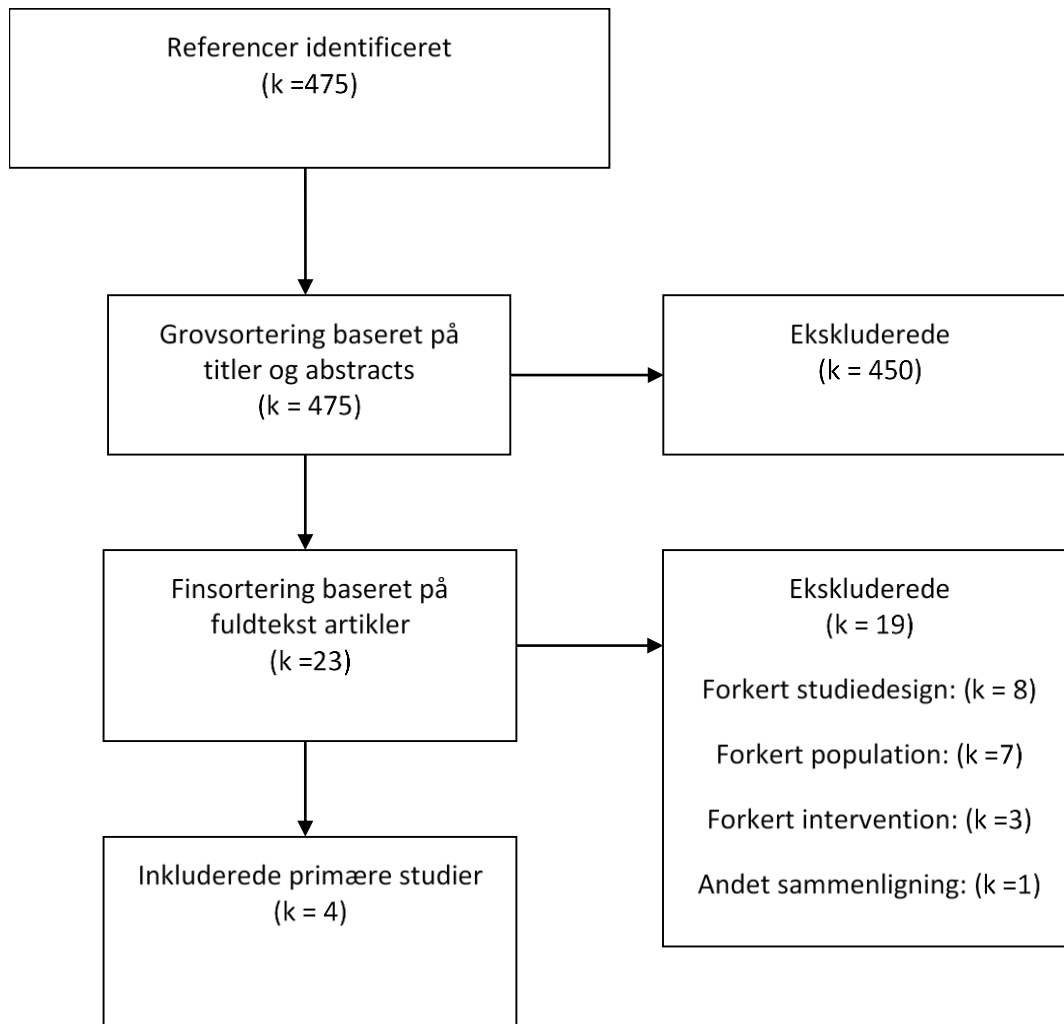 Referencer identificeret
(k =475)
Grovsortering baseret på
titler og abstracts
(k = 475)
Ekskluderede
(k = 450)
Finsortering baseret på
fuldtekst artikler
(k =23)
Ekskluderede
(k = 19)
Forkert studiedesign: (k = 8)
Forkert population: (k =7)
Forkert intervention: (k =3)
Andet sammenligning: (k =1)
Inkluderede primære studier
(k = 4)